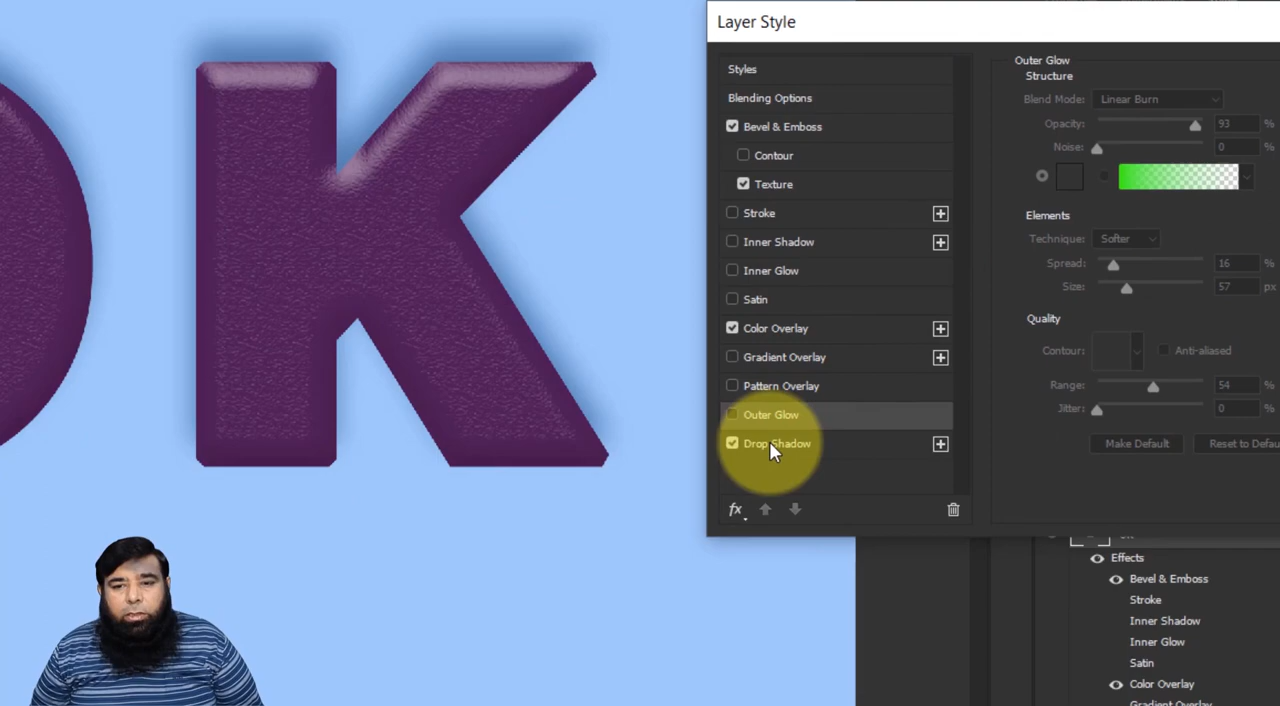 OK
Layer Style
Styles
Blending Options
Bevel & Emboss
Contour
Texture
Stroke
Inner Shadow
Inner Glow
Satin
Color Overlay
Gradient Overlay
Pattern Overlay
Outer Glow
Drop Shadow
fx
Outer Glow
Structure
Blend Mode: Linear Burn
Opacity: 93 %
Noise: 0 %
Elements
Technique: Softer
Spread: 16 %
Size: 57 px
Quality
Contour: Anti-aliased
Range: 54 %
Jitter: 0 %
Make Default Reset to Defau
Effects
Bevel & Emboss
Stroke
Inner Shadow
Inner Glow
Satin
Color Overlay
Gradient Overlay